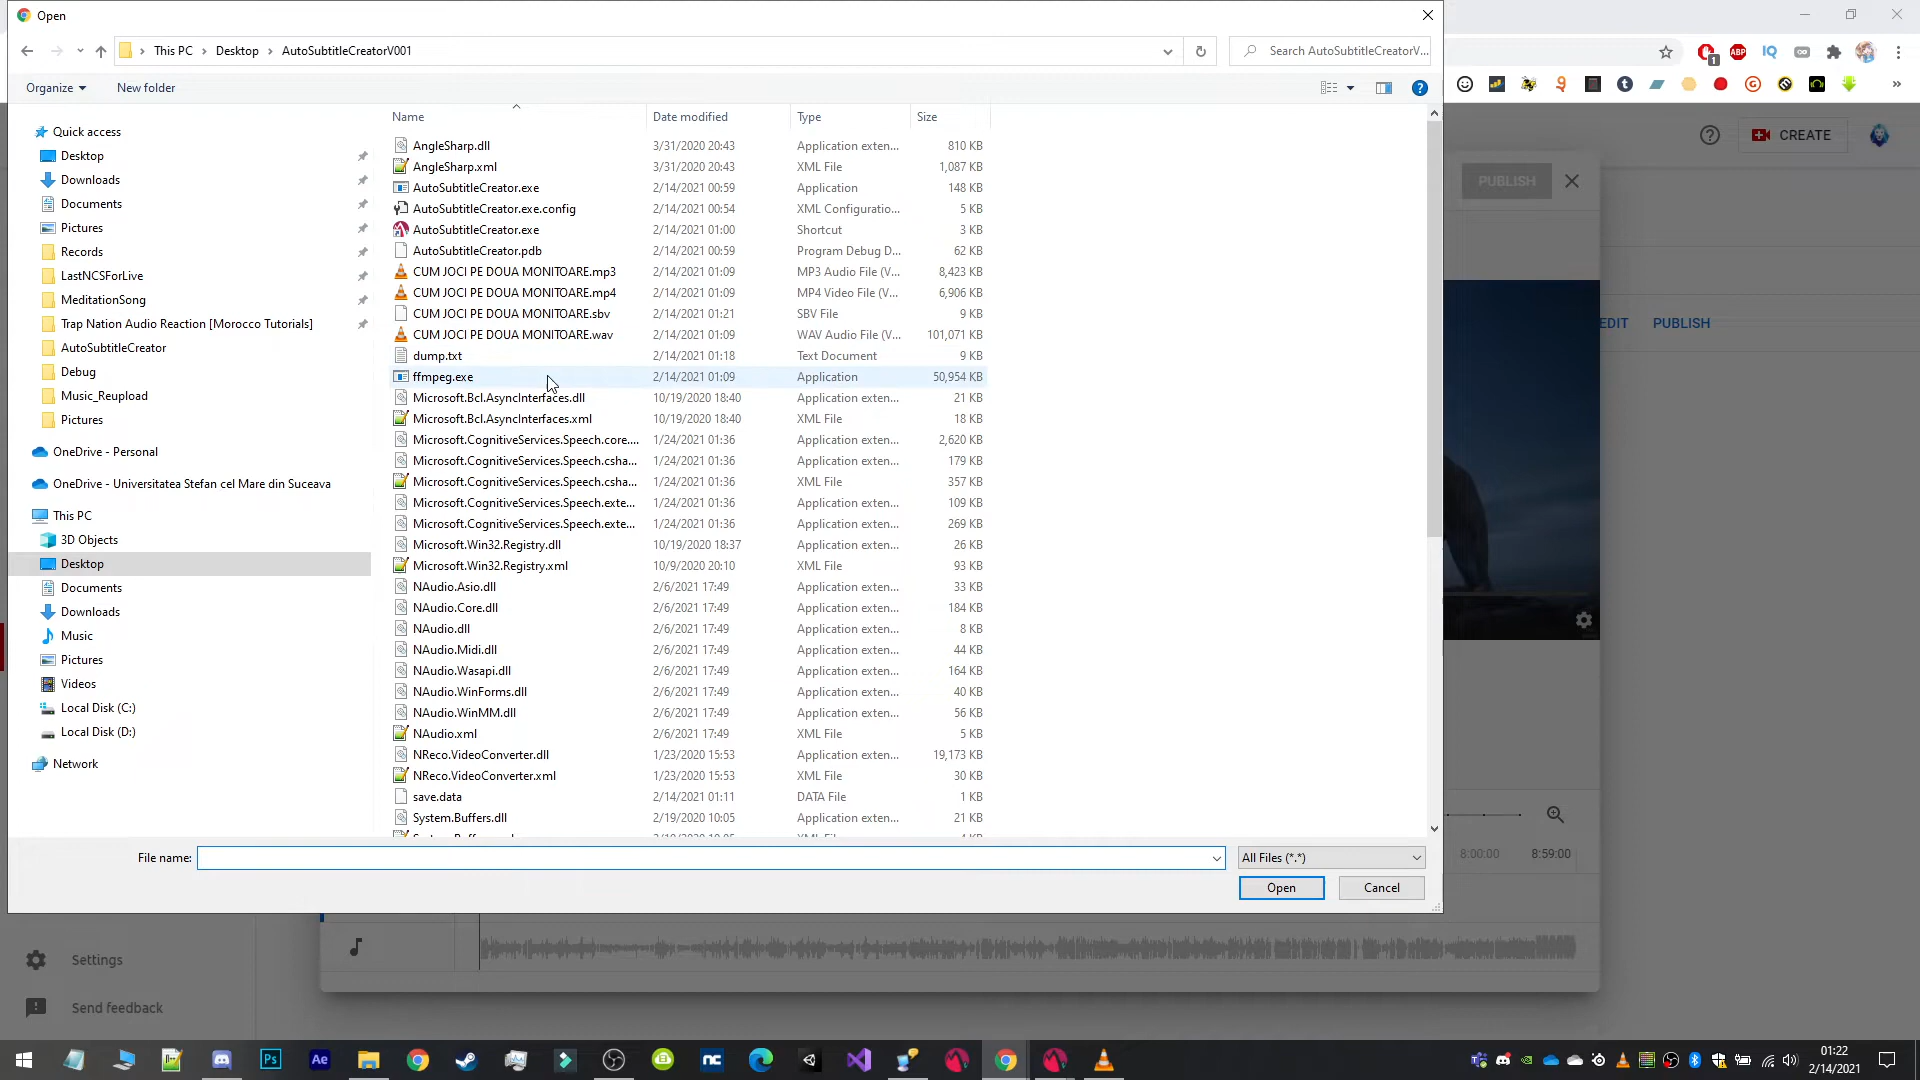 Open
This PC > Desktop > AutoSubtitleCreatorV001
Search AutoSubtitleCreatorV...
Organize
New folder
Name Date modified Type Size
Quick access
Desktop
Downloads
Documents
Pictures
Records
LastNCSForLive
MeditationSong
Trap Nation Audio Reaction [Morocco Tutorials]
AutoSubtitleCreator
Debug
Music_Reupload
Pictures
OneDrive - Personal
OneDrive - Universitatea Stefan cel Mare din Suceava
This PC
3D Objects
Desktop
Documents
Downloads
Music
Pictures
Videos
Local Disk (C:)
Local Disk (D:)
Network
AngleSharp.dll 3/31/2020 20:43 Application exten... 810 KB
AngleSharp.xml 3/31/2020 20:43 XML File 1,087 KB
AutoSubtitleCreator.exe 2/14/2021 00:59 Application 148 KB
AutoSubtitleCreator.exe.config 2/14/2021 00:54 XML Configuratio... 5 KB
AutoSubtitleCreator.exe 2/14/2021 01:00 Shortcut 3 KB
AutoSubtitleCreator.pdb 2/14/2021 00:59 Program Debug D... 62 KB
CUM JOCI PE DOUA MONITOARE.mp3 2/14/2021 01:09 MP3 Audio File (V... 8,423 KB
CUM JOCI PE DOUA MONITOARE.mp4 2/14/2021 01:09 MP4 Video File (V... 6,906 KB
CUM JOCI PE DOUA MONITOARE.sbv 2/14/2021 01:21 SBV File 9 KB
CUM JOCI PE DOUA MONITOARE.wav 2/14/2021 01:09 WAV Audio File (V... 101,071 KB
dump.txt 2/14/2021 01:18 Text Document 9 KB
ffmpeg.exe 2/14/2021 01:09 Application 50,954 KB
Microsoft.Bcl.AsyncInterfaces.dll 10/19/2020 18:40 Application exten... 21 KB
Microsoft.Bcl.AsyncInterfaces.xml 10/19/2020 18:40 XML File 18 KB
Microsoft.CognitiveServices.Speech.core.... 1/24/2021 01:36 Application exten... 2,620 KB
Microsoft.CognitiveServices.Speech.csha... 1/24/2021 01:36 Application exten... 179 KB
Microsoft.CognitiveServices.Speech.csha... 1/24/2021 01:36 XML File 357 KB
Microsoft.CognitiveServices.Speech.exte... 1/24/2021 01:36 Application exten... 109 KB
Microsoft.CognitiveServices.Speech.exte... 1/24/2021 01:36 Application exten... 269 KB
Microsoft.Win32.Registry.dll 10/19/2020 18:37 Application exten... 26 KB
Microsoft.Win32.Registry.xml 10/9/2020 20:10 XML File 93 KB
NAudio.Asio.dll 2/6/2021 17:49 Application exten... 33 KB
NAudio.Core.dll 2/6/2021 17:49 Application exten... 184 KB
NAudio.dll 2/6/2021 17:49 Application exten... 8 KB
NAudio.Midi.dll 2/6/2021 17:49 Application exten... 44 KB
NAudio.Wasapi.dll 2/6/2021 17:49 Application exten... 164 KB
NAudio.WinForms.dll 2/6/2021 17:49 Application exten... 40 KB
NAudio.WinMM.dll 2/6/2021 17:49 Application exten... 56 KB
NAudio.xml 2/6/2021 17:49 XML File 5 KB
NReco.VideoConverter.dll 1/23/2020 15:53 Application exten... 19,173 KB
NReco.VideoConverter.xml 1/23/2020 15:53 XML File 30 KB
save.data 2/14/2021 01:11 DATA File 1 KB
System.Buffers.dll 2/19/2020 10:05 Application exten... 21 KB
File name:
All Files (*.*)
Open
Cancel
ABP
IQ
1
CREATE
PUBLISH
EDIT
PUBLISH
8:00:00 8:59:00
Settings
Send feedback
Ps
Ae
01:22
2/14/2021